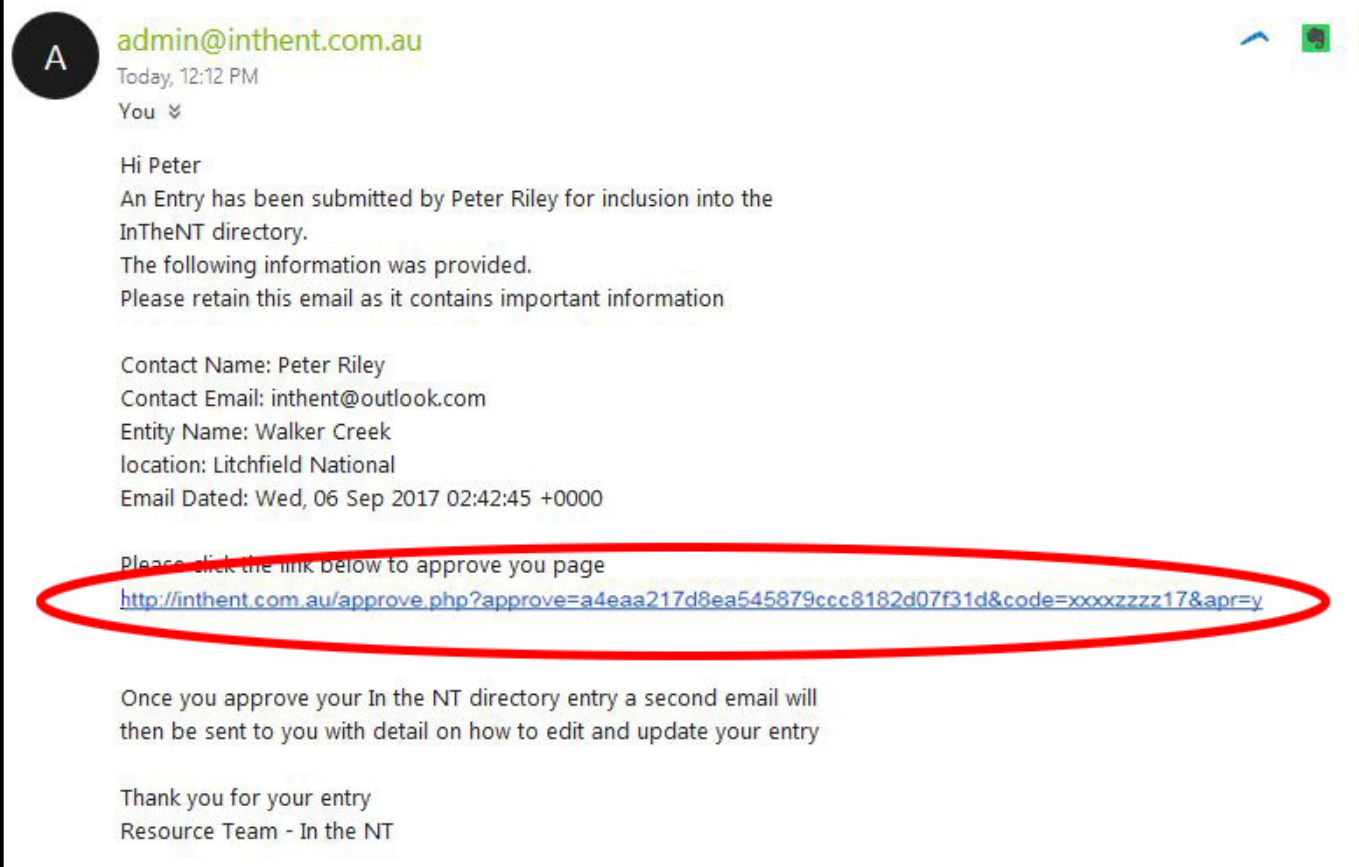 A
admin@inthent.com.au
Today, 12:12 PM
You
Hi Peter
An Entry has been submitted by Peter Riley for inclusion into the
InTheNT directory.
The following information was provided.
Please retain this email as it contains important information
Contact Name: Peter Riley
Contact Email: inthent@outlook.com
Entity Name: Walker Creek
location: Litchfield National
Email Dated: Wed, 06 Sep 2017 02:42:45 +0000
Please click the link below to approve you page
http://inthent.com.au/approve.php?approve=a4eaa217d8ea545879ccc8182d07f31d&code=xxxxzzzz17&apr=y
Once you approve your In the NT directory entry a second email will
then be sent to you with detail on how to edit and update your entry
Thank you for your entry
Resource Team - In the NT